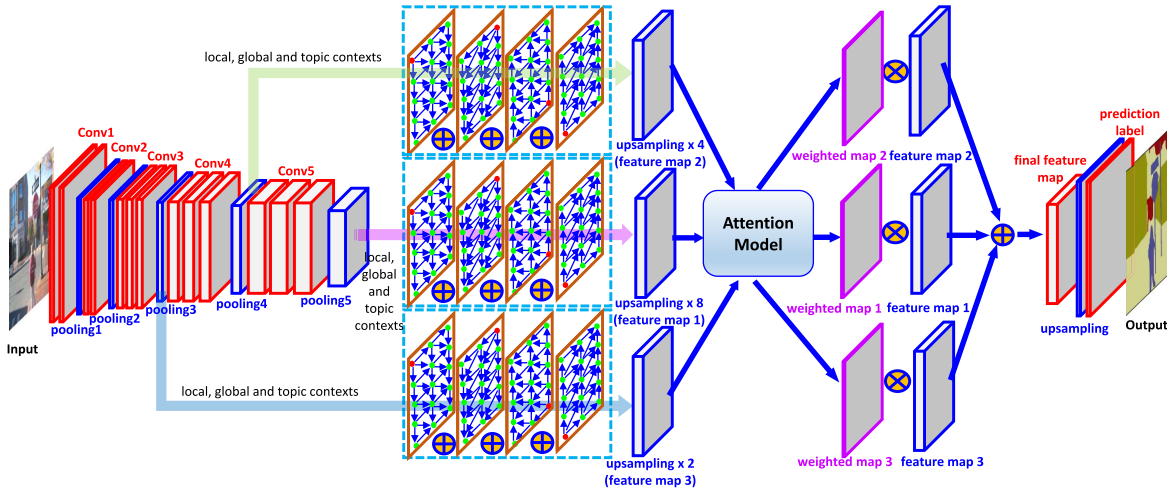 local, global and topic contexts
Conv1
Conv2
Conv3
Conv4
Conv5
pooling1
pooling2
pooling3
pooling4
pooling5
Input
local,
global
and
topic
contexts
local, global and topic contexts
upsampling x 4
(feature map 2)
upsampling x 8
(feature map 1)
upsampling x 2
(feature map 3)
Attention
Model
weighted map 2
feature map 2
weighted map 1
feature map 1
weighted map 3
feature map 3
final feature
map
prediction
label
upsampling
Output